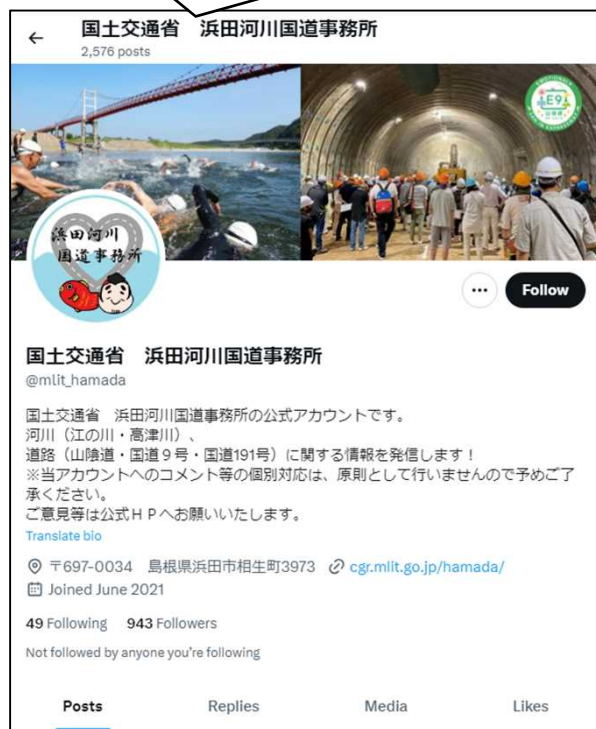 国土交通省　浜田河川国道事務所
2,576 posts
E9
浜田河川
国道事務所
Follow
国土交通省　浜田河川国道事務所
@mlit_hamada
国土交通省　浜田河川国道事務所の公式アカウントです。
河川（江の川・高津川）、
道路（山陰道・国道９号・国道191号）に関する情報を発信します！
※当アカウントへのコメント等の個別対応は、原則として行いませんので予めご了
承ください。
ご意見等は公式ＨＰへお願いいたします。
Translate bio
〒697-0034　島根県浜田市相生町3973 cgr.mlit.go.jp/hamada/
Joined June 2021
49 Following 943 Followers
Not followed by anyone you're following
Posts Replies Media Likes